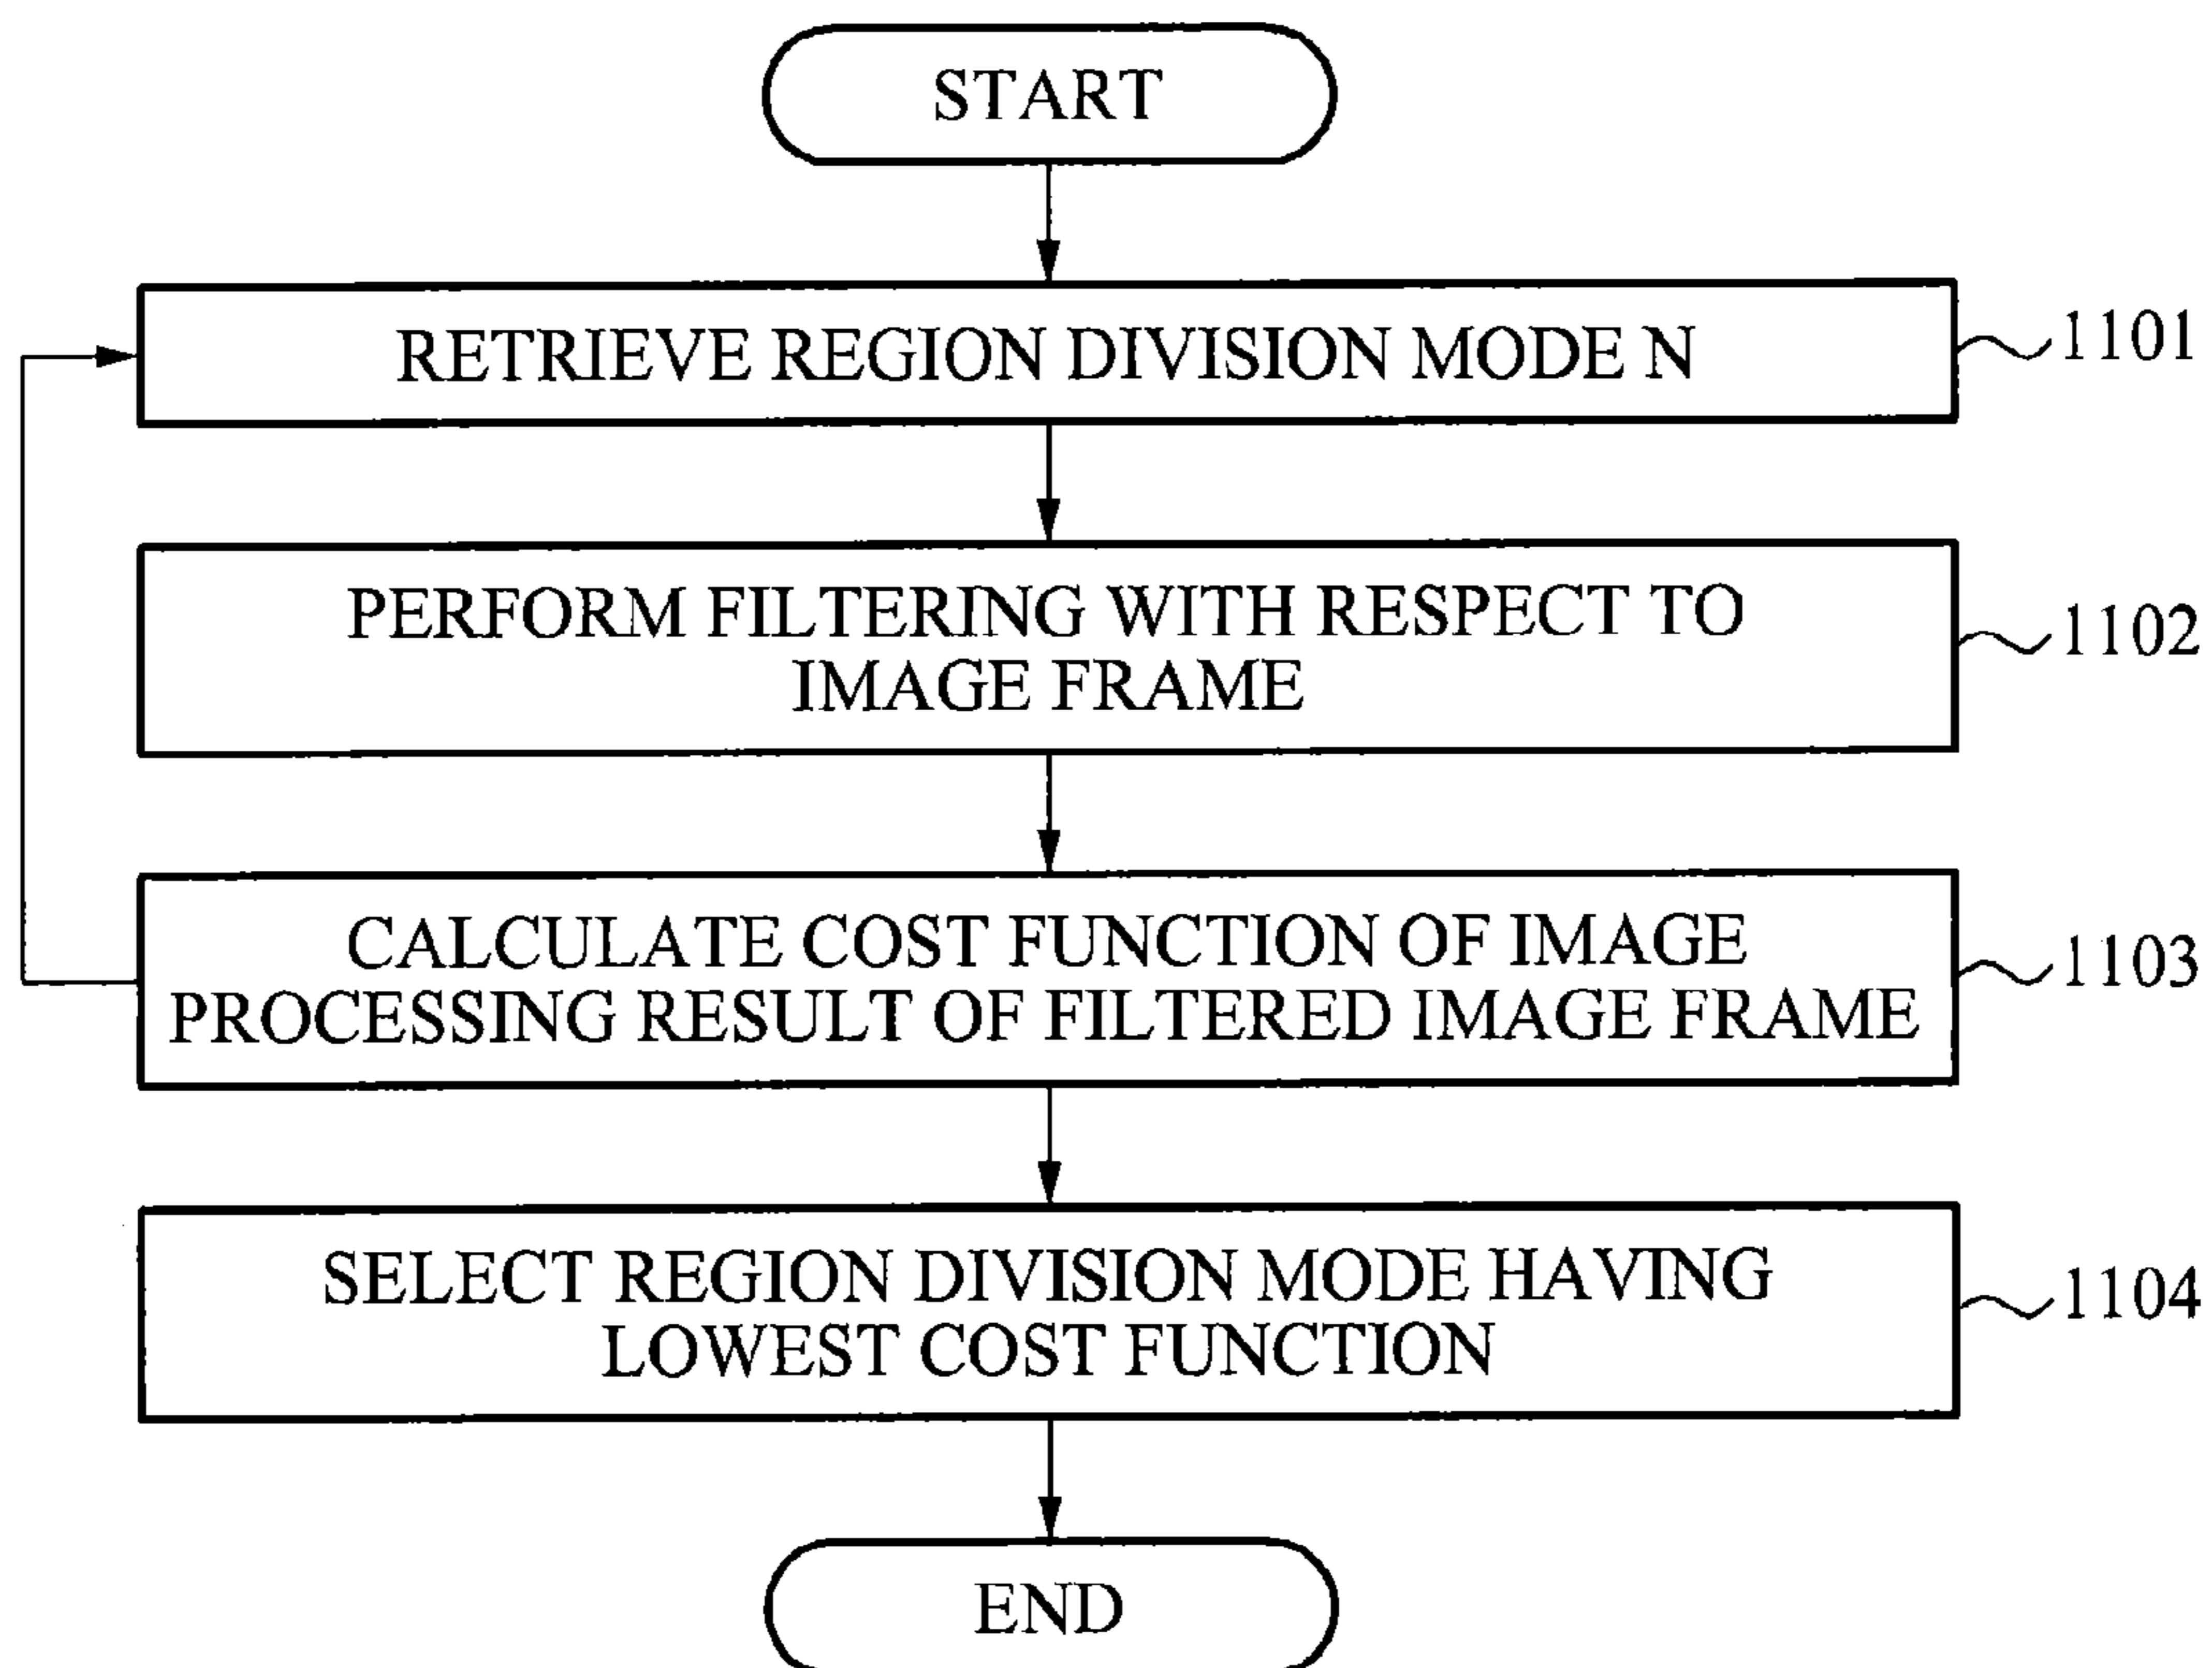 START
RETRIEVE REGION DIVISION MODE N
1101
PERFORM FILTERING WITH RESPECT TO
IMAGE FRAME
1102
CALCULATE COST FUNCTION OF IMAGE
PROCESSING RESULT OF FILTERED IMAGE FRAME
1103
SELECT REGION DIVISION MODE HAVING
LOWEST COST FUNCTION
1104
END